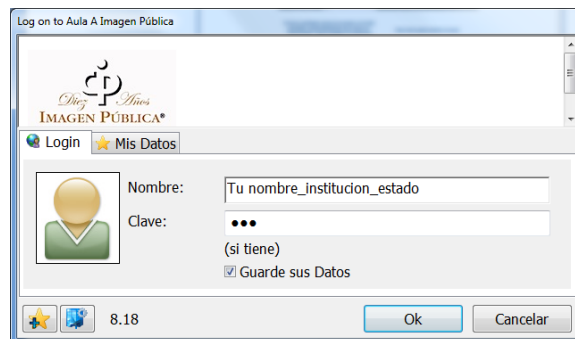 Log on to Aula A Imagen Pública
Diez Años
IMAGEN PÚBLICA®
Login Mis Datos
Nombre: Tu nombre_institucion_estado
Clave: ●●●
(si tiene)
Guarde sus Datos
8.18 Ok Cancelar